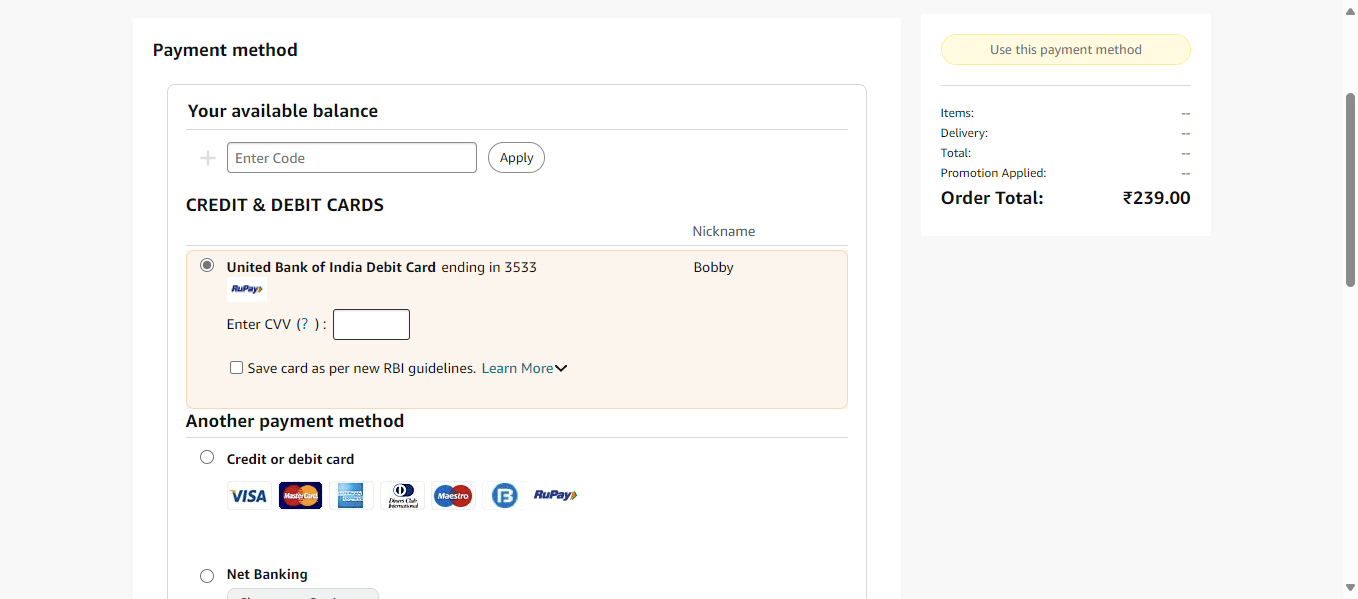 Payment method
Use this payment method
Your available balance
Enter Code
Apply
Items: --
Delivery: --
Total: --
Promotion Applied: --
Order Total: ₹239.00
CREDIT & DEBIT CARDS
Nickname
United Bank of India Debit Card ending in 3533
Bobby
RuPay
Enter CVV (? ) :
Save card as per new RBI guidelines. Learn More
Another payment method
Credit or debit card
VISA MasterCard AMERICAN EXPRESS Diners Club International Maestro B RuPay
Net Banking